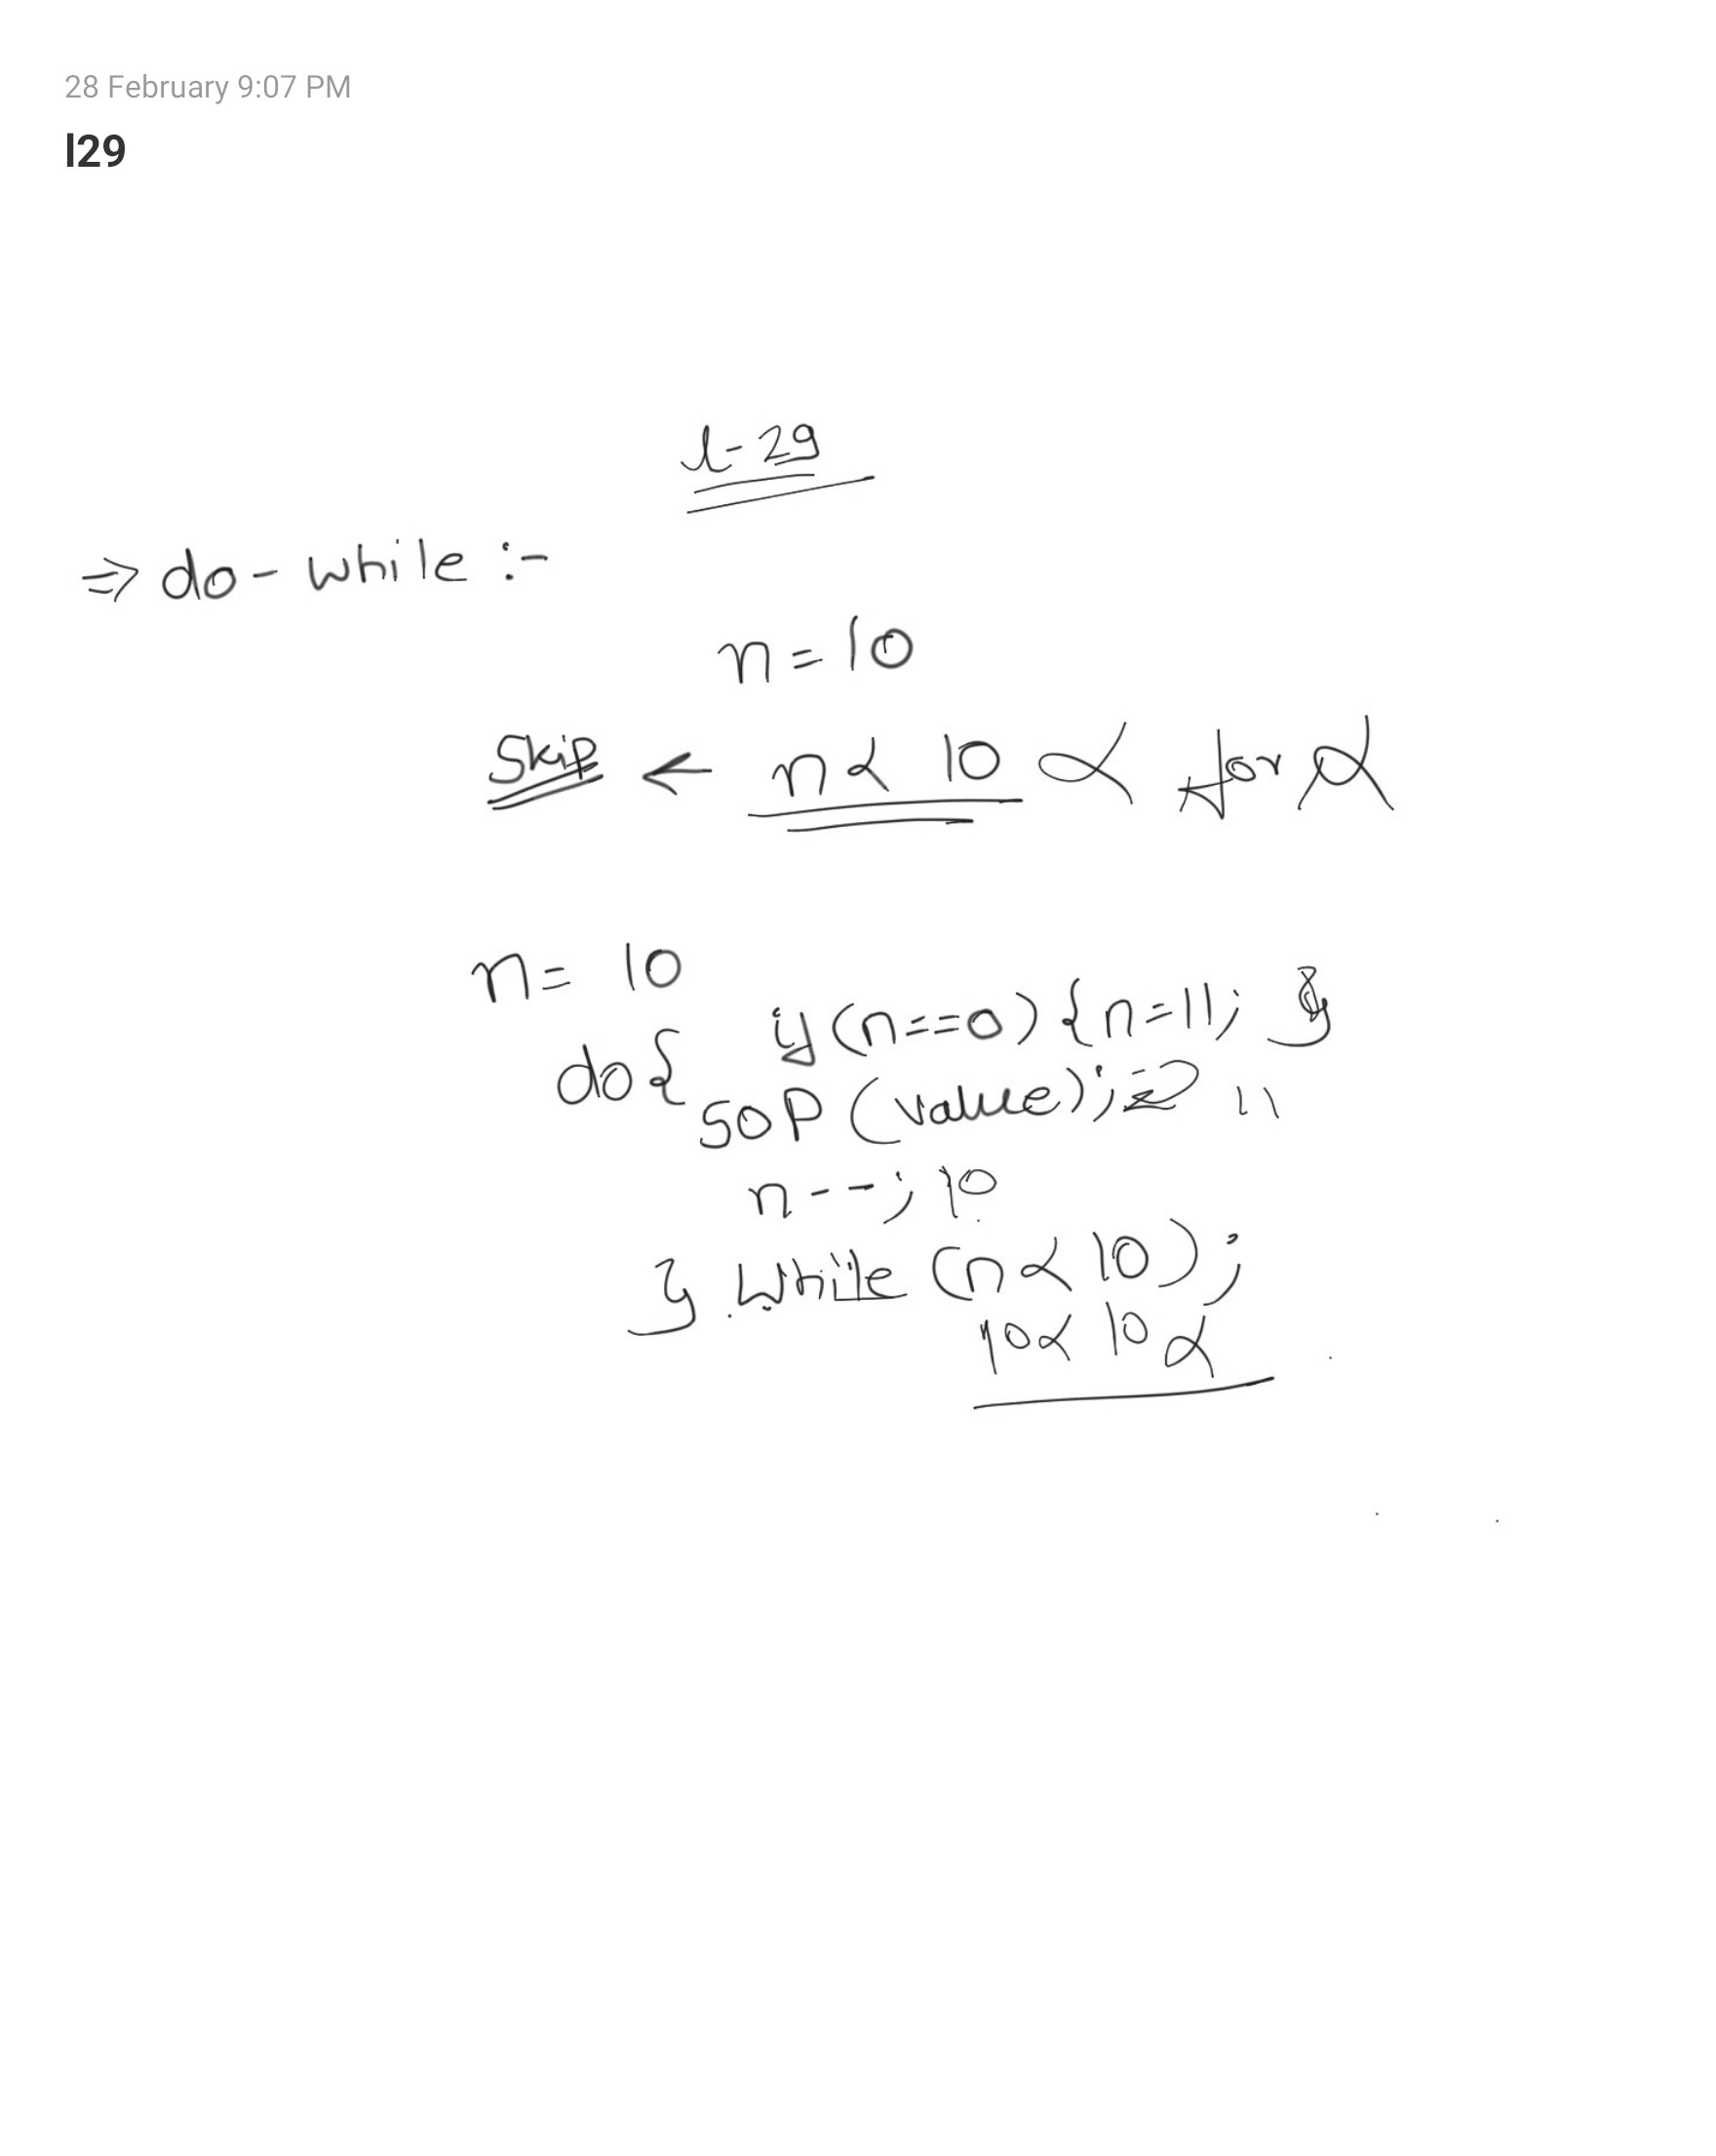 28 February 9:07 PM
l29
l-29
⇒ do-while :-
n = 10
Skip ← n < 10 × for ×
n = 10
do{ if (n==0) {n=11; }
SOP (value); ⇒ 11
n--; 10
} while (n < 10);
10 < 10 ×